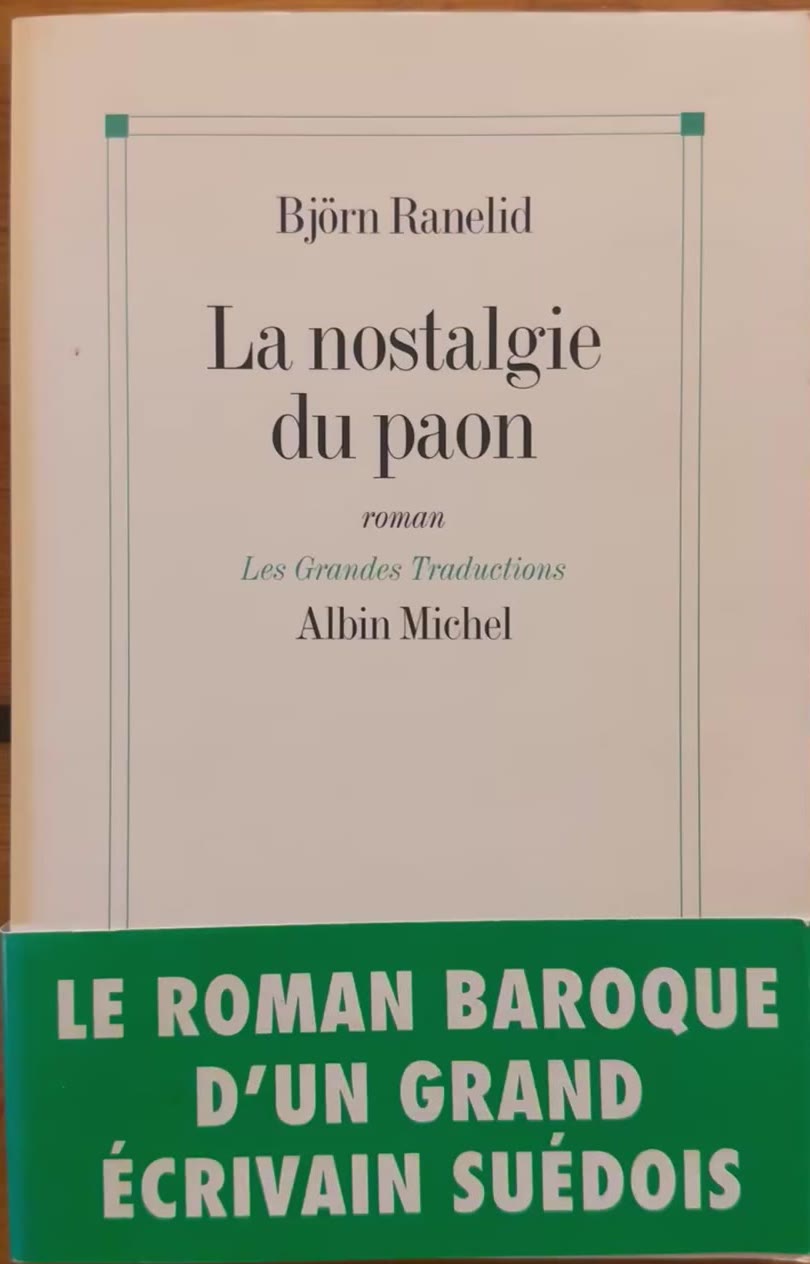 Björn Ranelid
La nostalgie
du paon
roman
Les Grandes Traductions
Albin Michel
LE ROMAN BAROQUE
D'UN GRAND
ÉCRIVAIN SUÉDOIS